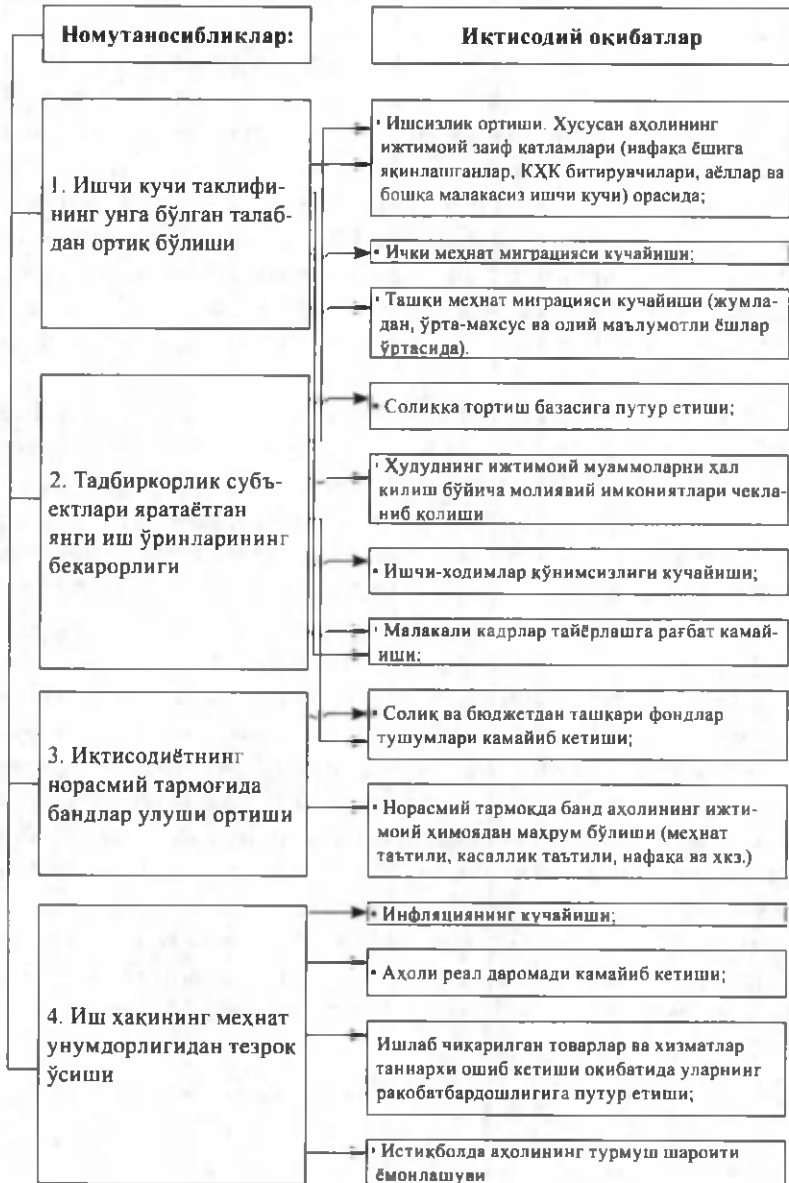 Номутаносибликлар:
Иқтисодий оқибатлар
1. Ишчи кучи таклифи-
нинг унга бўлган талаб-
дан ортиқ бўлиши
2. Тадбиркорлик субъ-
ектлари яратаётган
янги иш ўринларининг
беқарорлиги
3. Иқтисодиётнинг
норасмий тармоғида
бандлар улуши ортиши
4. Иш ҳақининг меҳнат
унумдорлигидан тезроқ
ўсиши
• Ишсизлик ортиши. Хусусан аҳолининг
ижтимоий заиф қатламлари (нафақа ёшига
яқинлашганлар, КҲК битирувчилари, аёллар ва
бошқа малакасиз ишчи кучи) орасида;
• Ички меҳнат миграцияси кучайиши;
• Ташқи меҳнат миграцияси кучайиши (жумла-
дан, ўрта-махсус ва олий маълумотли ёшлар
ўртасида).
• Солиққа тортиш базасига путур етиши;
• Ҳудуднинг ижтимоий муаммоларни ҳал
қилиш бўйича молиявий имкониятлари чекла-
ниб қолиши
• Ишчи-ходимлар қўнимсизлиги кучайиши;
• Малакали кадрлар тайёрлашга рағбат камай-
иши;
• Солиқ ва бюджетдан ташқари фондлар
тушумлари камайиб кетиши;
• Норасмий тармоқда банд аҳолининг ижти-
моий ҳимоядан маҳрум бўлиши (меҳнат
таътили, касаллик таътили, нафақа ва ҳкз.)
• Инфляциянинг кучайиши;
• Аҳоли реал даромади камайиб кетиши;
Ишлаб чиқарилган товарлар ва хизматлар
таннархи ошиб кетиши оқибатида уларнинг
рақобатбардошлигига путур етиши;
• Истиқболда аҳолининг турмуш шароити
ёмонлашуви